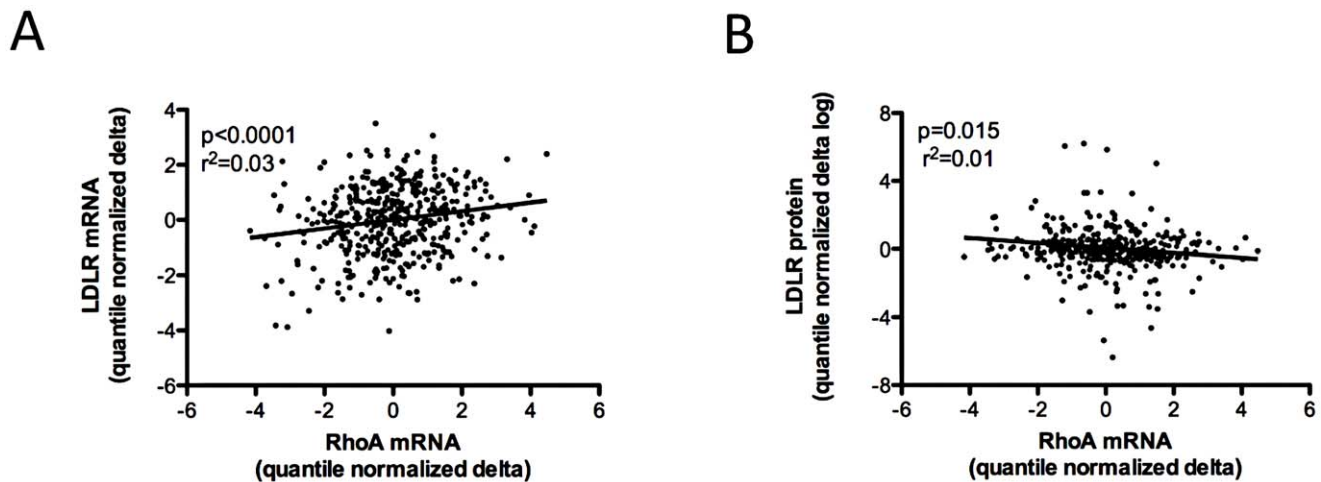 A
LDLR mRNA
(quantile normalized delta)
4
2
0
-2
-4
-6
p<0.0001
r²=0.03
-6 -4 -2 0 2 4 6
RhoA mRNA
(quantile normalized delta)
B
LDLR protein
(quantile normalized delta log)
8
4
0
-4
-8
p=0.015
r²=0.01
-6 -4 -2 0 2 4 6
RhoA mRNA
(quantile normalized delta)